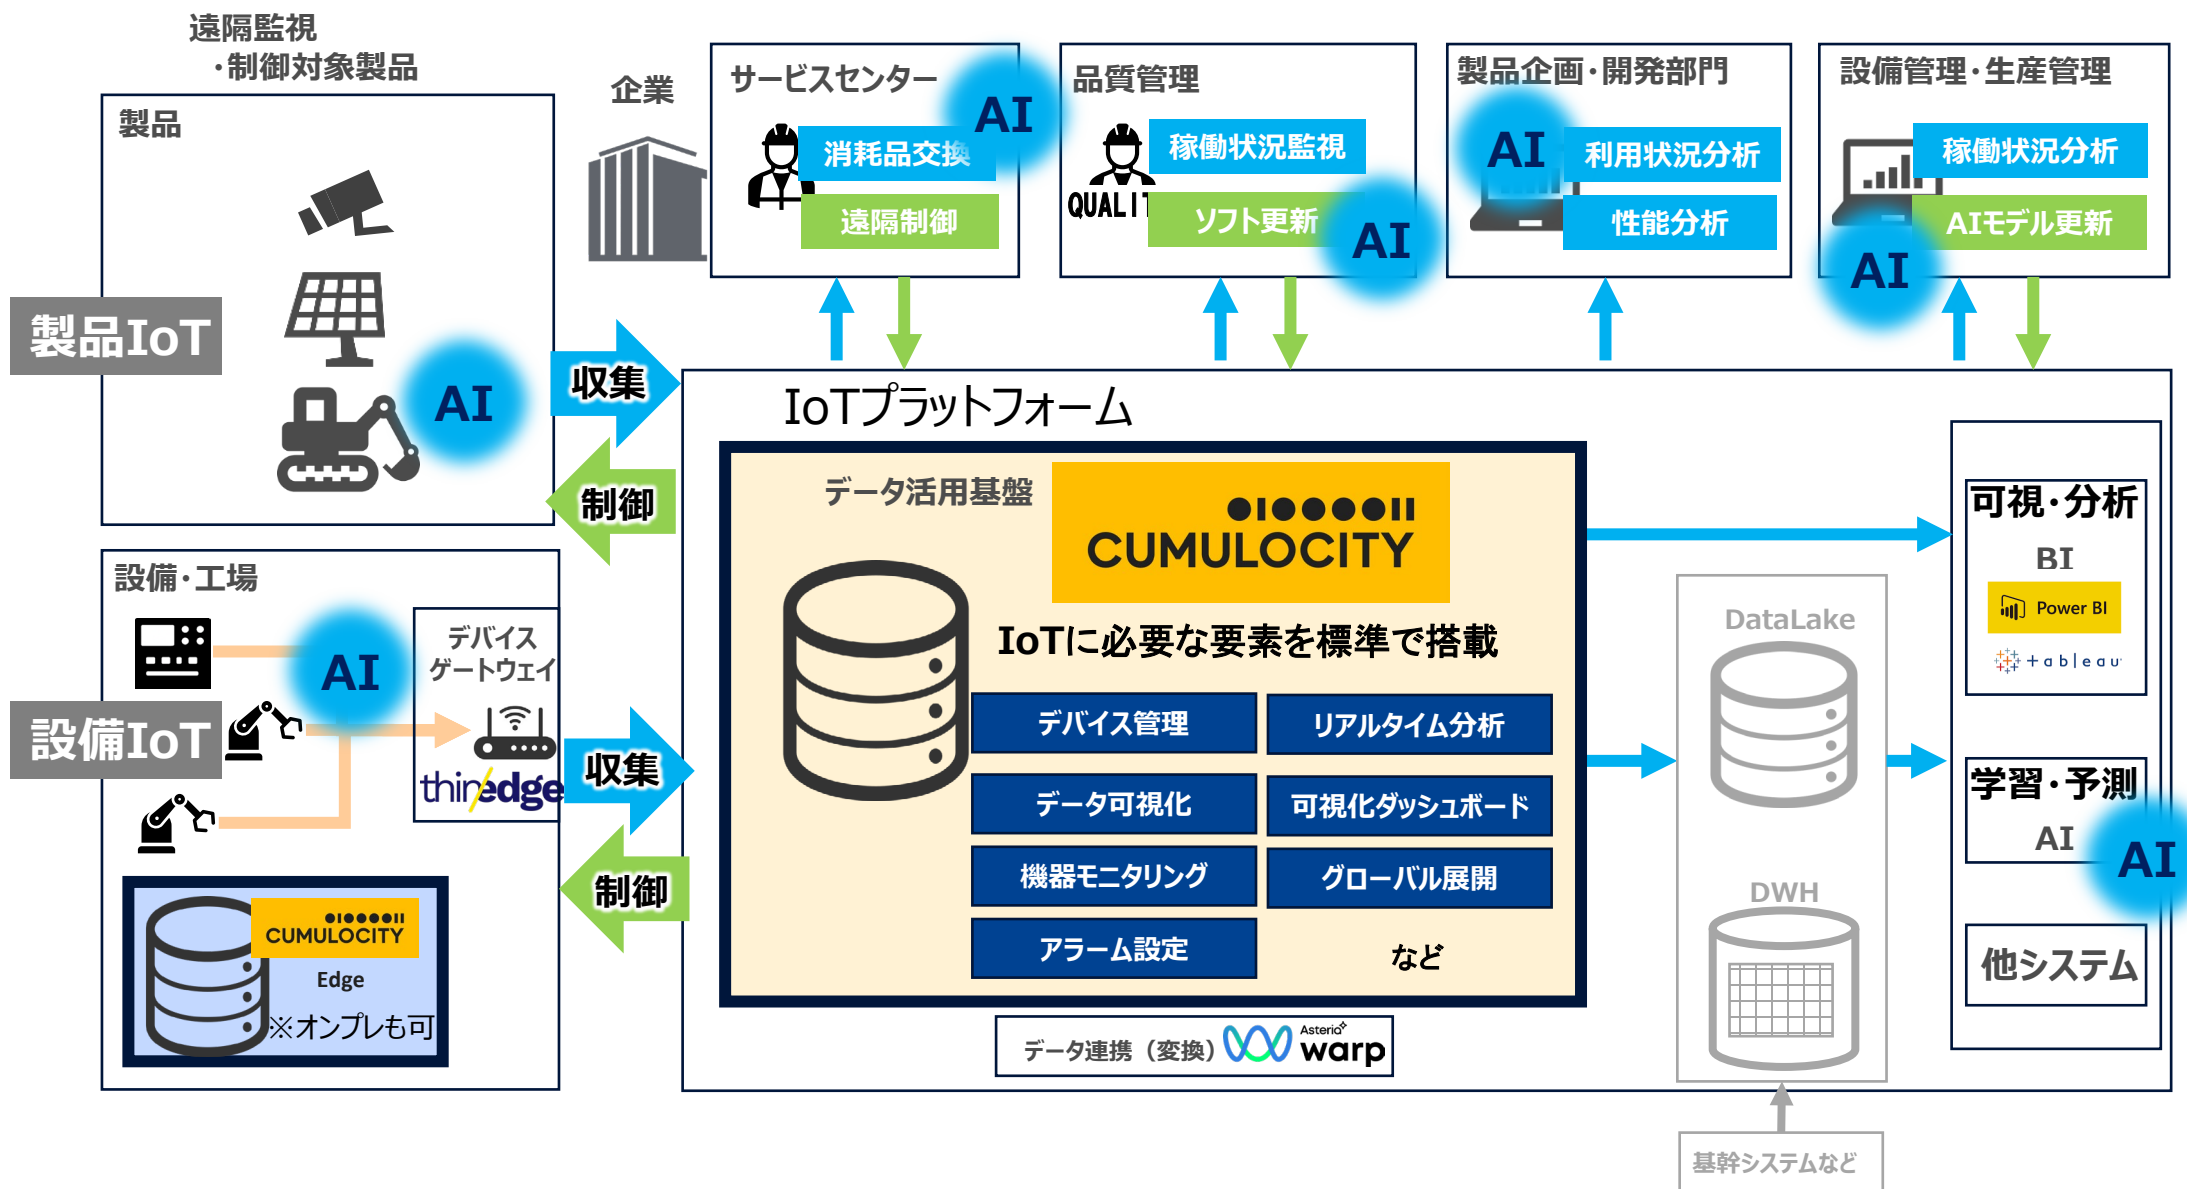 遠隔監視
・制御対象製品
製品
製品IoT
AI
収集
制御
企業
サービスセンター
AI
消耗品交換
遠隔制御
品質管理
稼働状況監視
QUALIT
ソフト更新
AI
製品企画・開発部門
AI
利用状況分析
性能分析
設備管理・生産管理
稼働状況分析
AIモデル更新
AI
設備・工場
設備IoT
AI
デバイス
ゲートウェイ
thinedge
収集
制御
CUMULOCITY
Edge
※オンプレも可
IoTプラットフォーム
データ活用基盤
CUMULOCITY
IoTに必要な要素を標準で搭載
デバイス管理
リアルタイム分析
データ可視化
可視化ダッシュボード
機器モニタリング
グローバル展開
アラーム設定
など
データ連携（変換）
Asteria
warp
DataLake
DWH
基幹システムなど
可視・分析
BI
Power BI
+ableau
学習・予測
AI
AI
他システム